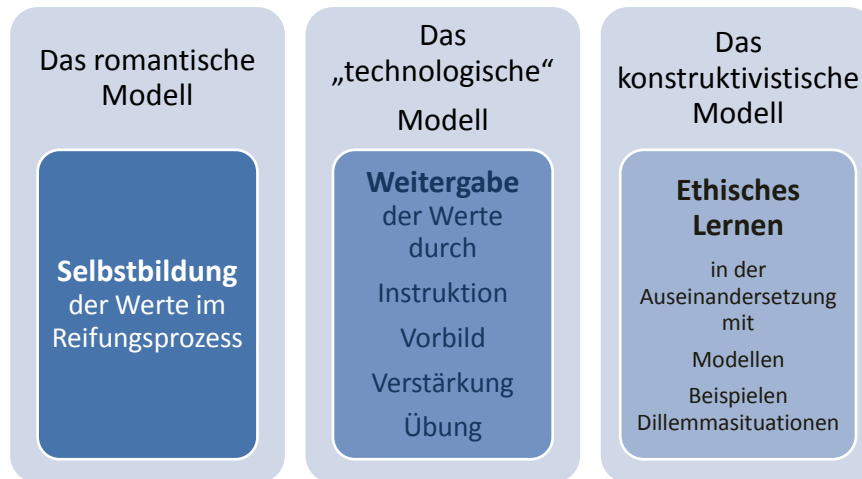 Das romantische
Modell
Selbstbildung
der Werte im
Reifungsprozess
Das
„technologische“
Modell
Weitergabe
der Werte
durch
Instruktion
Vorbild
Verstärkung
Übung
Das
konstruktivistische
Modell
Ethisches
Lernen
in der
Auseinandersetzung
mit
Modellen
Beispielen
Dillemmasituationen